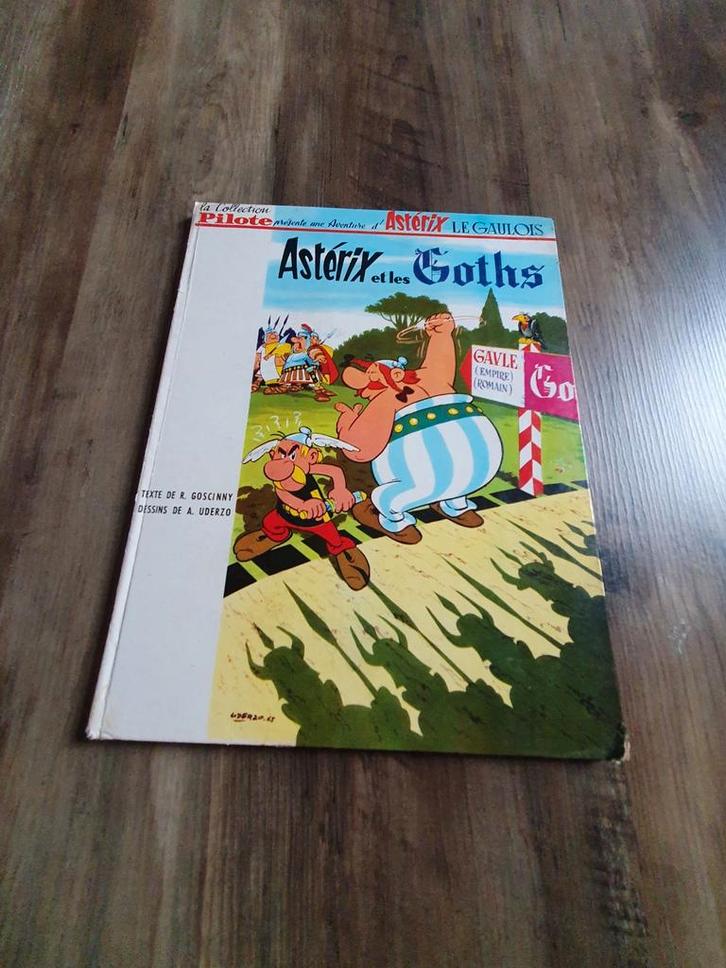 la Collection
Pilote présente une Aventure d'Astérix LE GAULOIS
Astérix et les Goths
GAVLE
(EMPIRE)
(ROMAIN)
Go
TEXTE DE R. GOSCINNY
DESSINS DE A. UDERZO
UDERZO.65